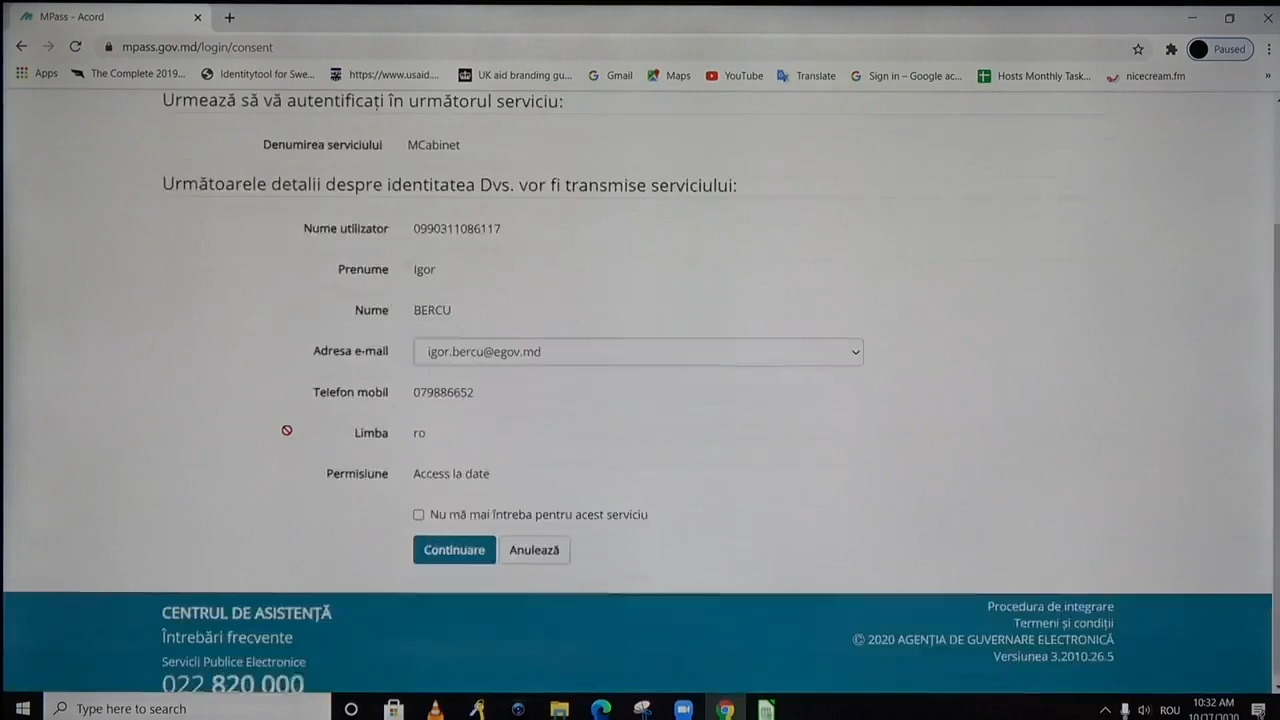 MPass - Acord
mpass.gov.md/login/consent
Paused
Apps
The Complete 2019...
Identitytool for Swe...
https://www.usaid....
UK aid branding gu...
Gmail
Maps
YouTube
Translate
Sign in – Google ac...
Hosts Monthly Task...
nicecream.fm
»
Urmează să vă autentificați în următorul serviciu:
Denumirea serviciului MCabinet
Următoarele detalii despre identitatea Dvs. vor fi transmise serviciului:
Nume utilizator 0990311086117
Prenume Igor
Nume BERCU
Adresa e-mail igor.bercu@egov.md
Telefon mobil 079886652
Limba ro
Permisiune Access la date
Nu mă mai întreba pentru acest serviciu
Continuare Anulează
CENTRUL DE ASISTENȚĂ
Întrebări frecvente
Servicii Publice Electronice
022 820 000
Procedura de integrare
Termeni și condiții
© 2020 AGENȚIA DE GUVERNARE ELECTRONICĂ
Versiunea 3.2010.26.5
Type here to search
ROU
10:32 AM
10/27/2020